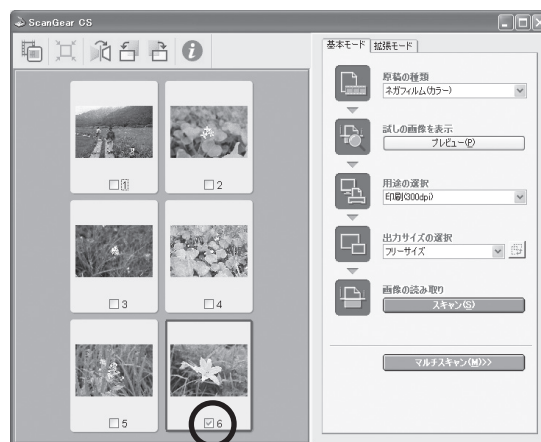 ScanGear CS
基本モード
拡張モード
原稿の種類
ネガフィルム(カラー)
試しの画像を表示
プレビュー(P)
用途の選択
印刷(300dpi)
出力サイズの選択
フリーサイズ
画像の読み取り
スキャン(S)
マルチスキャン(M)>>
1
2
3
4
5
6